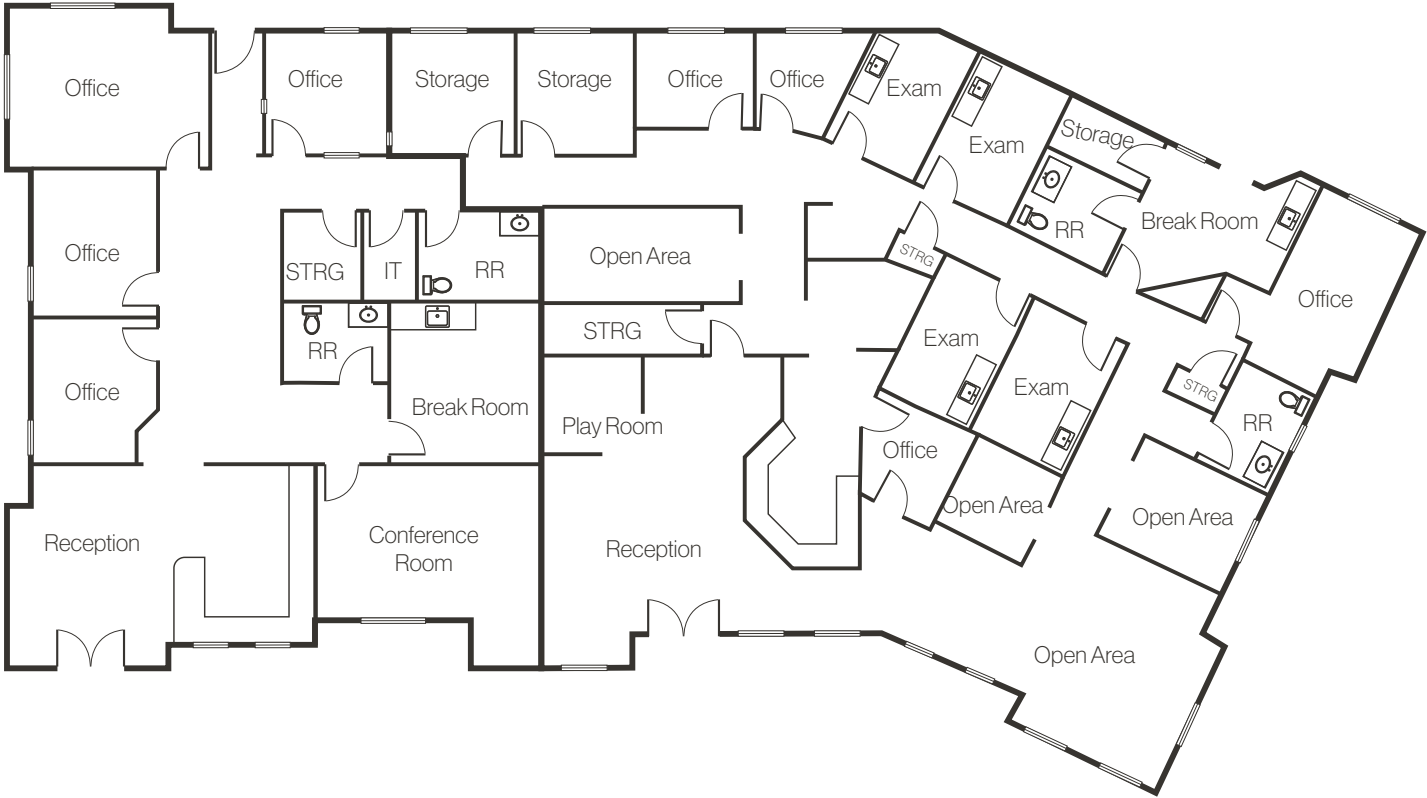 Office
Office
Storage
Storage
Office
Office
Exam
Exam
Storage
RR
Break Room
Office
Office
STRG
IT
RR
Open Area
STRG
STRG
RR
Break Room
Office
Play Room
Exam
Exam
STRG
RR
Office
Open Area
Open Area
Reception
Conference
Room
Reception
Open Area